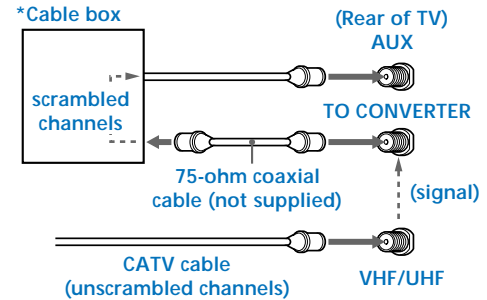 *Cable box
(Rear of TV)
AUX
scrambled
channels
TO CONVERTER
75-ohm coaxial
cable (not supplied)
(signal)
CATV cable
(unscrambled channels)
VHF/UHF